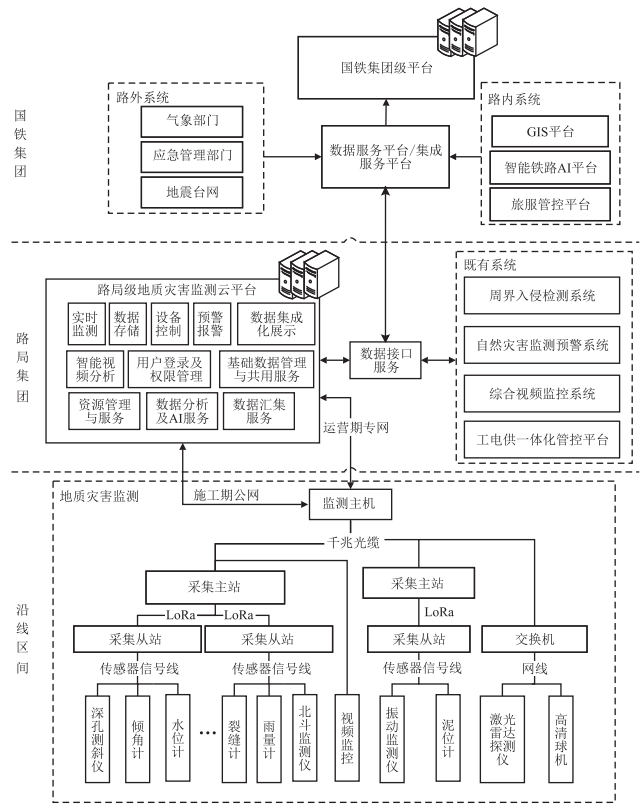 国铁集团级平台
路外系统
气象部门
应急管理部门
地震台网
数据服务平台/集成
服务平台
路内系统
GIS平台
智能铁路AI平台
旅服管控平台
国铁集团
路局级地质灾害监测云平台
实时
监测
数据
存储
设备
控制
预警
报警
数据集成
化展示
智能视
频分析
用户登录及
权限管理
基础数据管理
与共用服务
资源管理
与服务
数据分析
及AI服务
数据汇集
服务
数据接口
服务
既有系统
周界入侵检测系统
自然灾害监测预警系统
综合视频监控系统
工电供一体化管控平台
路局集团
运营期专网
地质灾害监测
施工期公网
监测主机
千兆光缆
采集主站
采集主站
LoRa
LoRa
LoRa
采集从站
采集从站
采集从站
交换机
传感器信号线
传感器信号线
传感器信号线
网线
深孔测斜仪
倾角计
水位计
···
裂缝计
雨量计
北斗监测仪
视频监控
振动监测仪
泥位计
激光雷达探测仪
高清球机
沿线区间